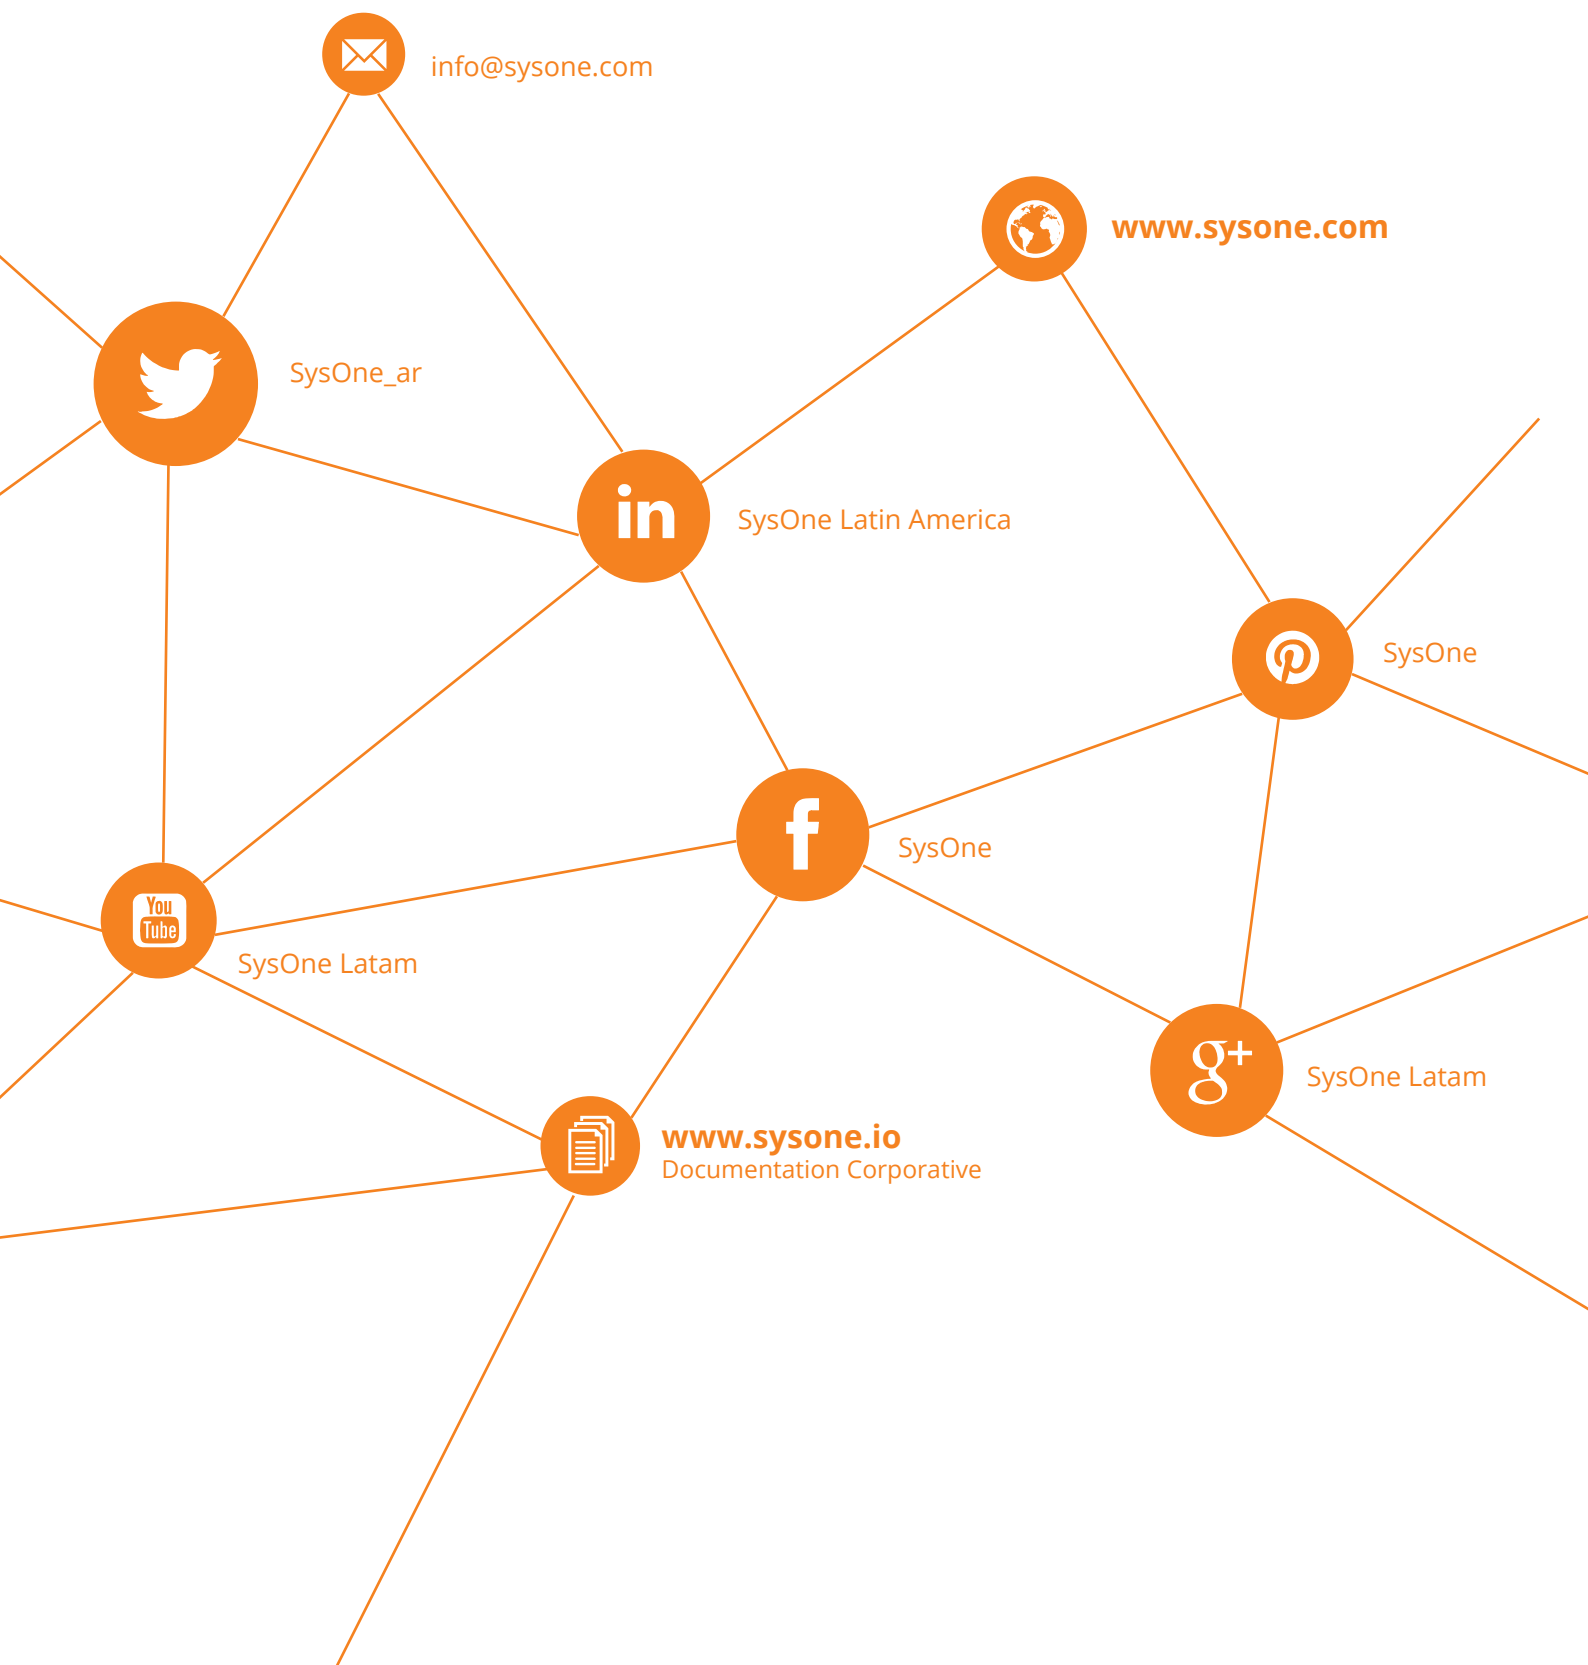 info@sysone.com
www.sysone.com
SysOne_ar
in
SysOne Latin America
SysOne
f
SysOne
You
Tube
SysOne Latam
g+
SysOne Latam
www.sysone.io
Documentation Corporative